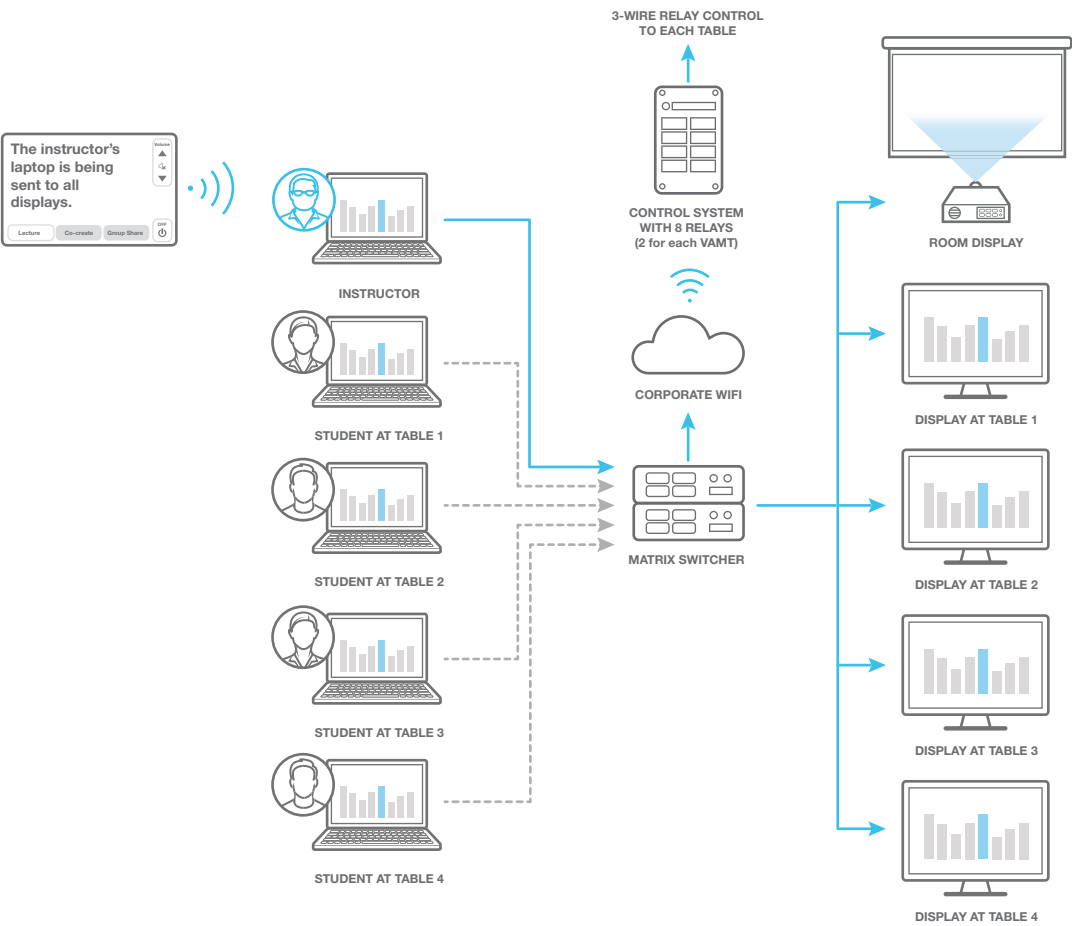 3-WIRE RELAY CONTROL
TO EACH TABLE
The instructor's
laptop is being
sent to all
displays.
Volume
OFF
Lecture
Co-create
Group Share
INSTRUCTOR
STUDENT AT TABLE 1
STUDENT AT TABLE 2
STUDENT AT TABLE 3
STUDENT AT TABLE 4
CONTROL SYSTEM
WITH 8 RELAYS
(2 for each VAMT)
CORPORATE WIFI
MATRIX SWITCHER
ROOM DISPLAY
DISPLAY AT TABLE 1
DISPLAY AT TABLE 2
DISPLAY AT TABLE 3
DISPLAY AT TABLE 4